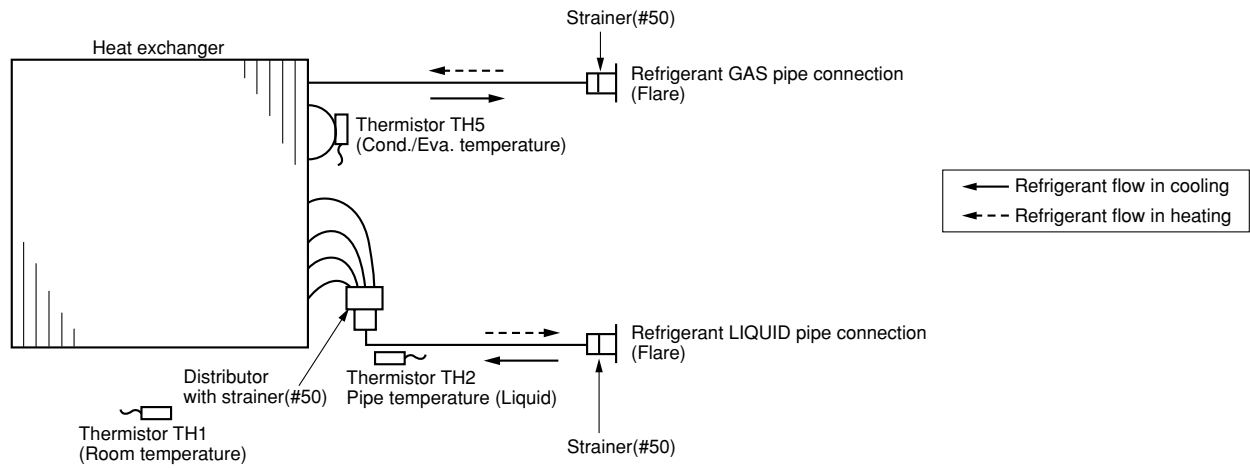 Strainer(#50)
Heat exchanger
Refrigerant GAS pipe connection
(Flare)
Thermistor TH5
(Cond./Eva. temperature)
Refrigerant flow in cooling
Refrigerant flow in heating
Refrigerant LIQUID pipe connection
(Flare)
Distributor
with strainer(#50)
Thermistor TH2
Pipe temperature (Liquid)
Thermistor TH1
(Room temperature)
Strainer(#50)